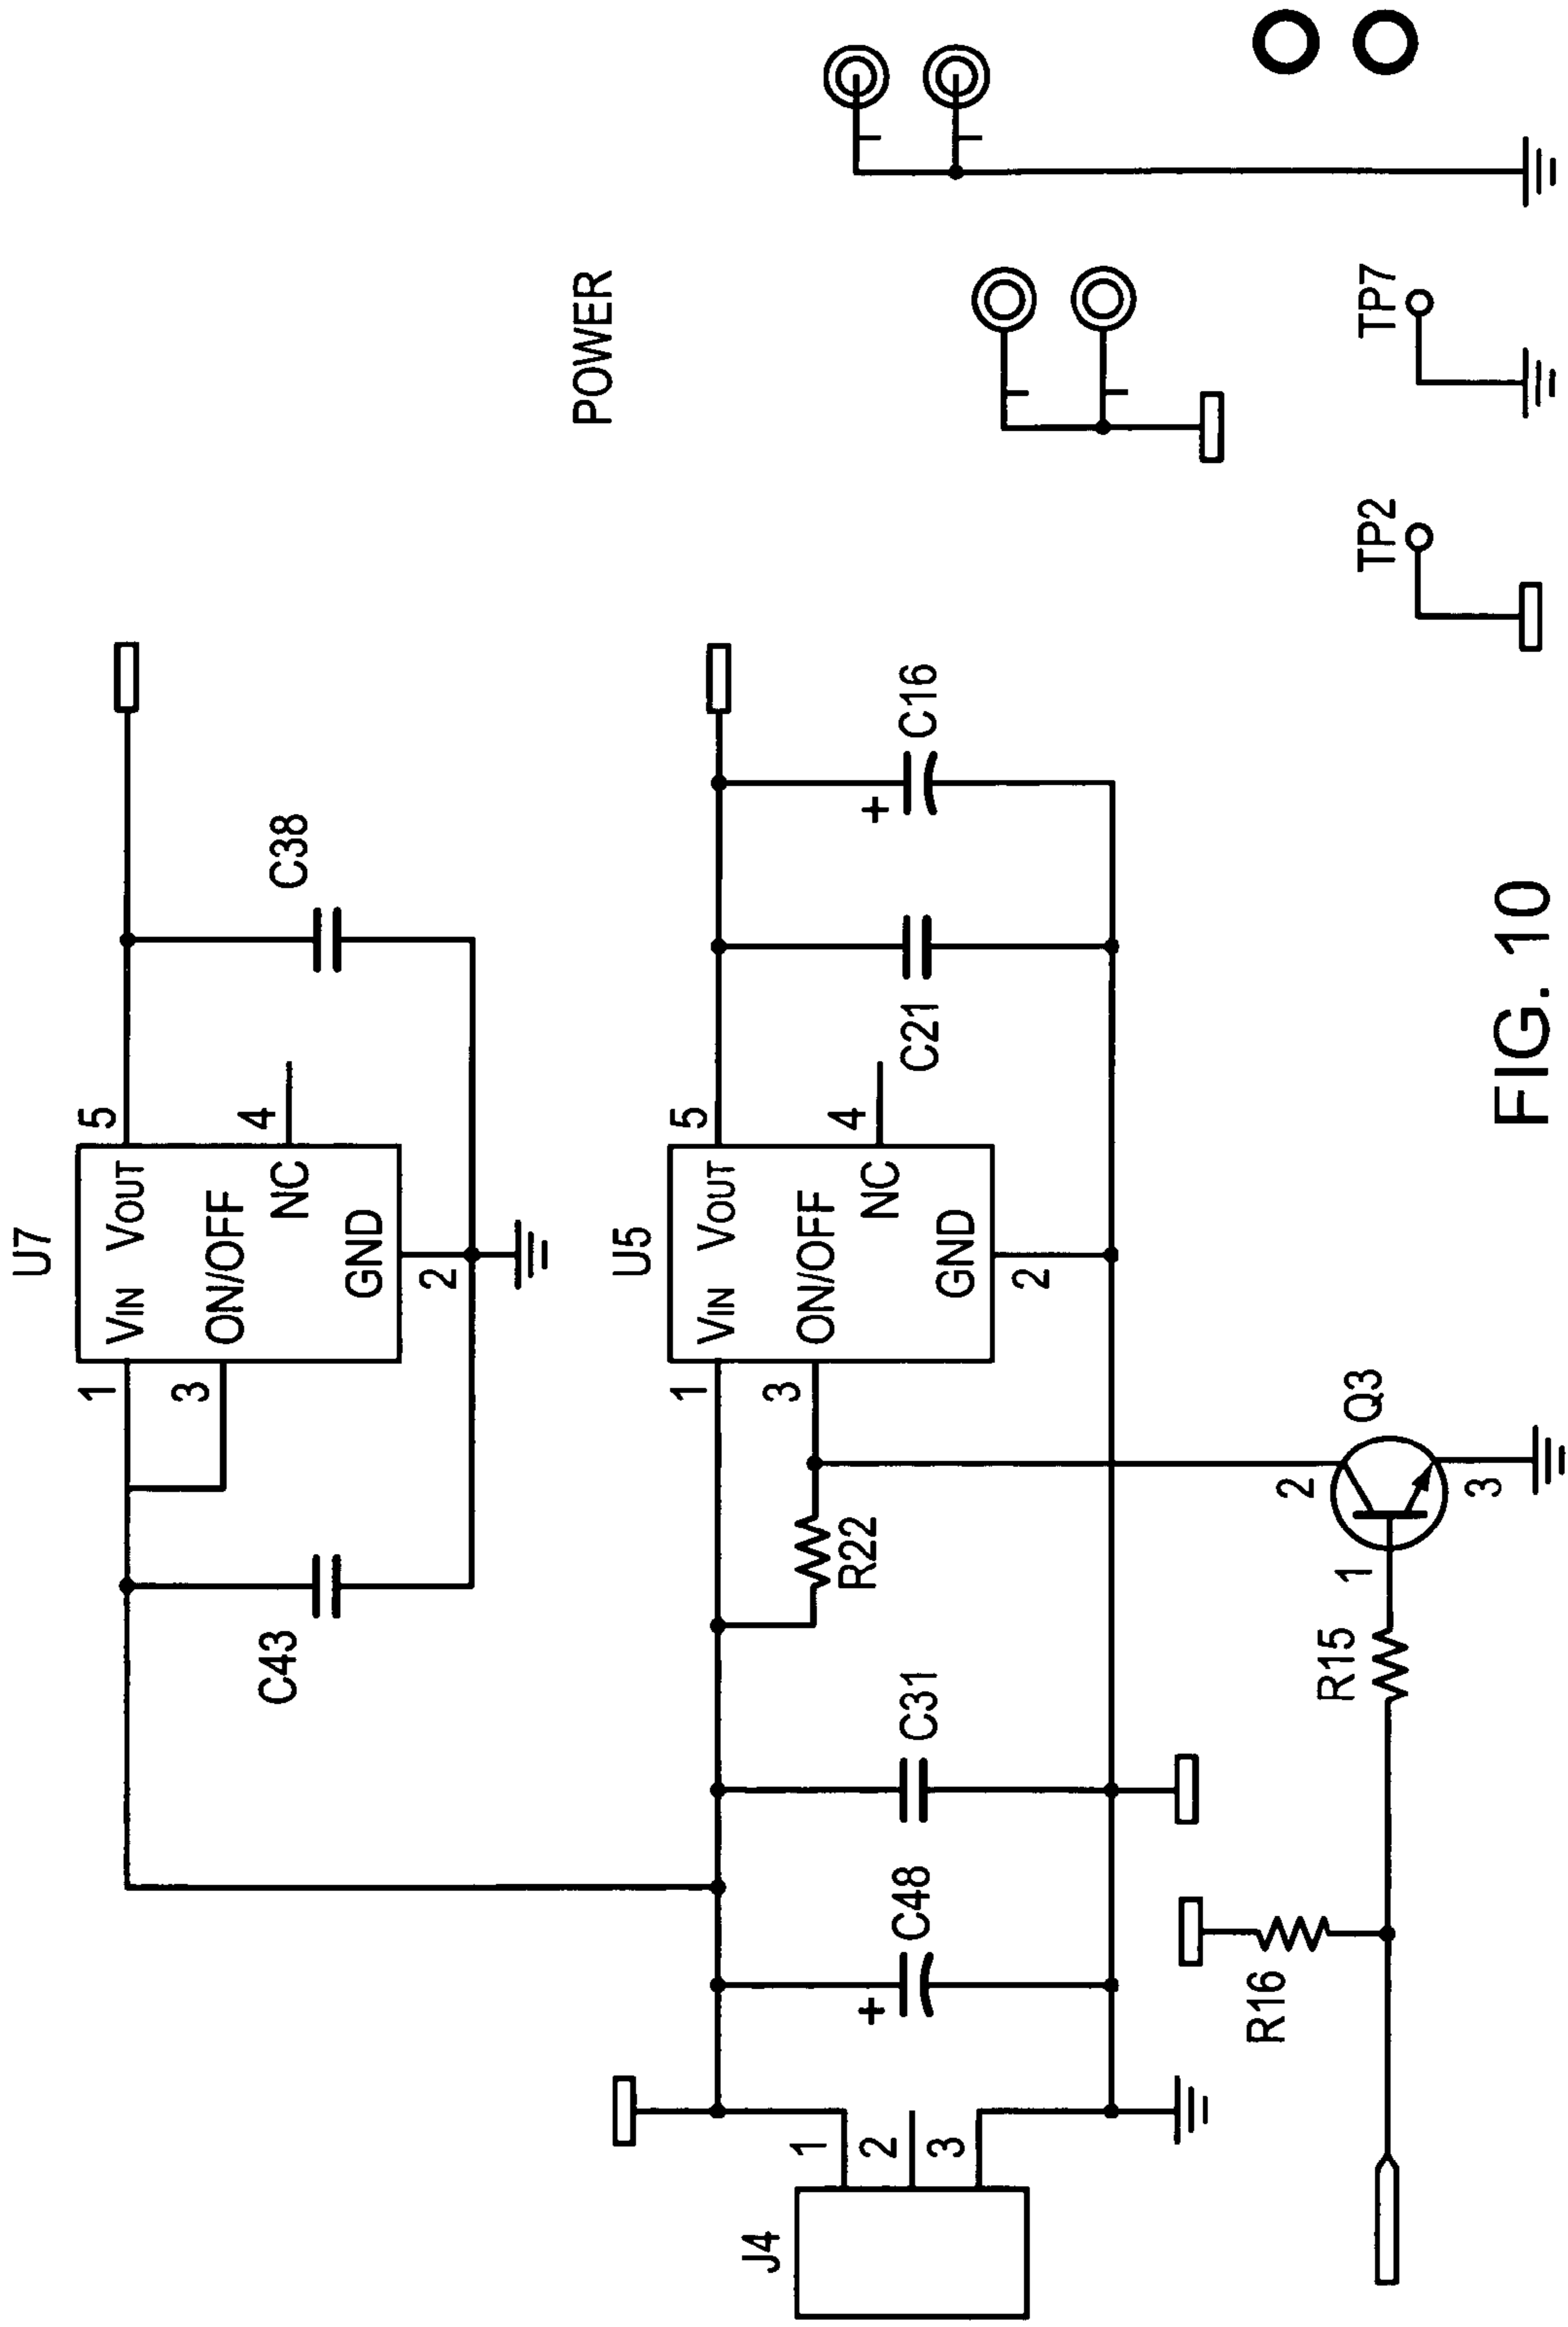 U7
1
VIN VOUT
5
3
ON/OFF
NC
4
GND
2
C43
C38
POWER
U5
1
VIN VOUT
5
3
ON/OFF
NC
4
GND
2
R22
C48
C31
C21
C16
+
+
J4
1
2
3
R16
R15
1
2
3
Q3
TP2
TP7
FIG. 10